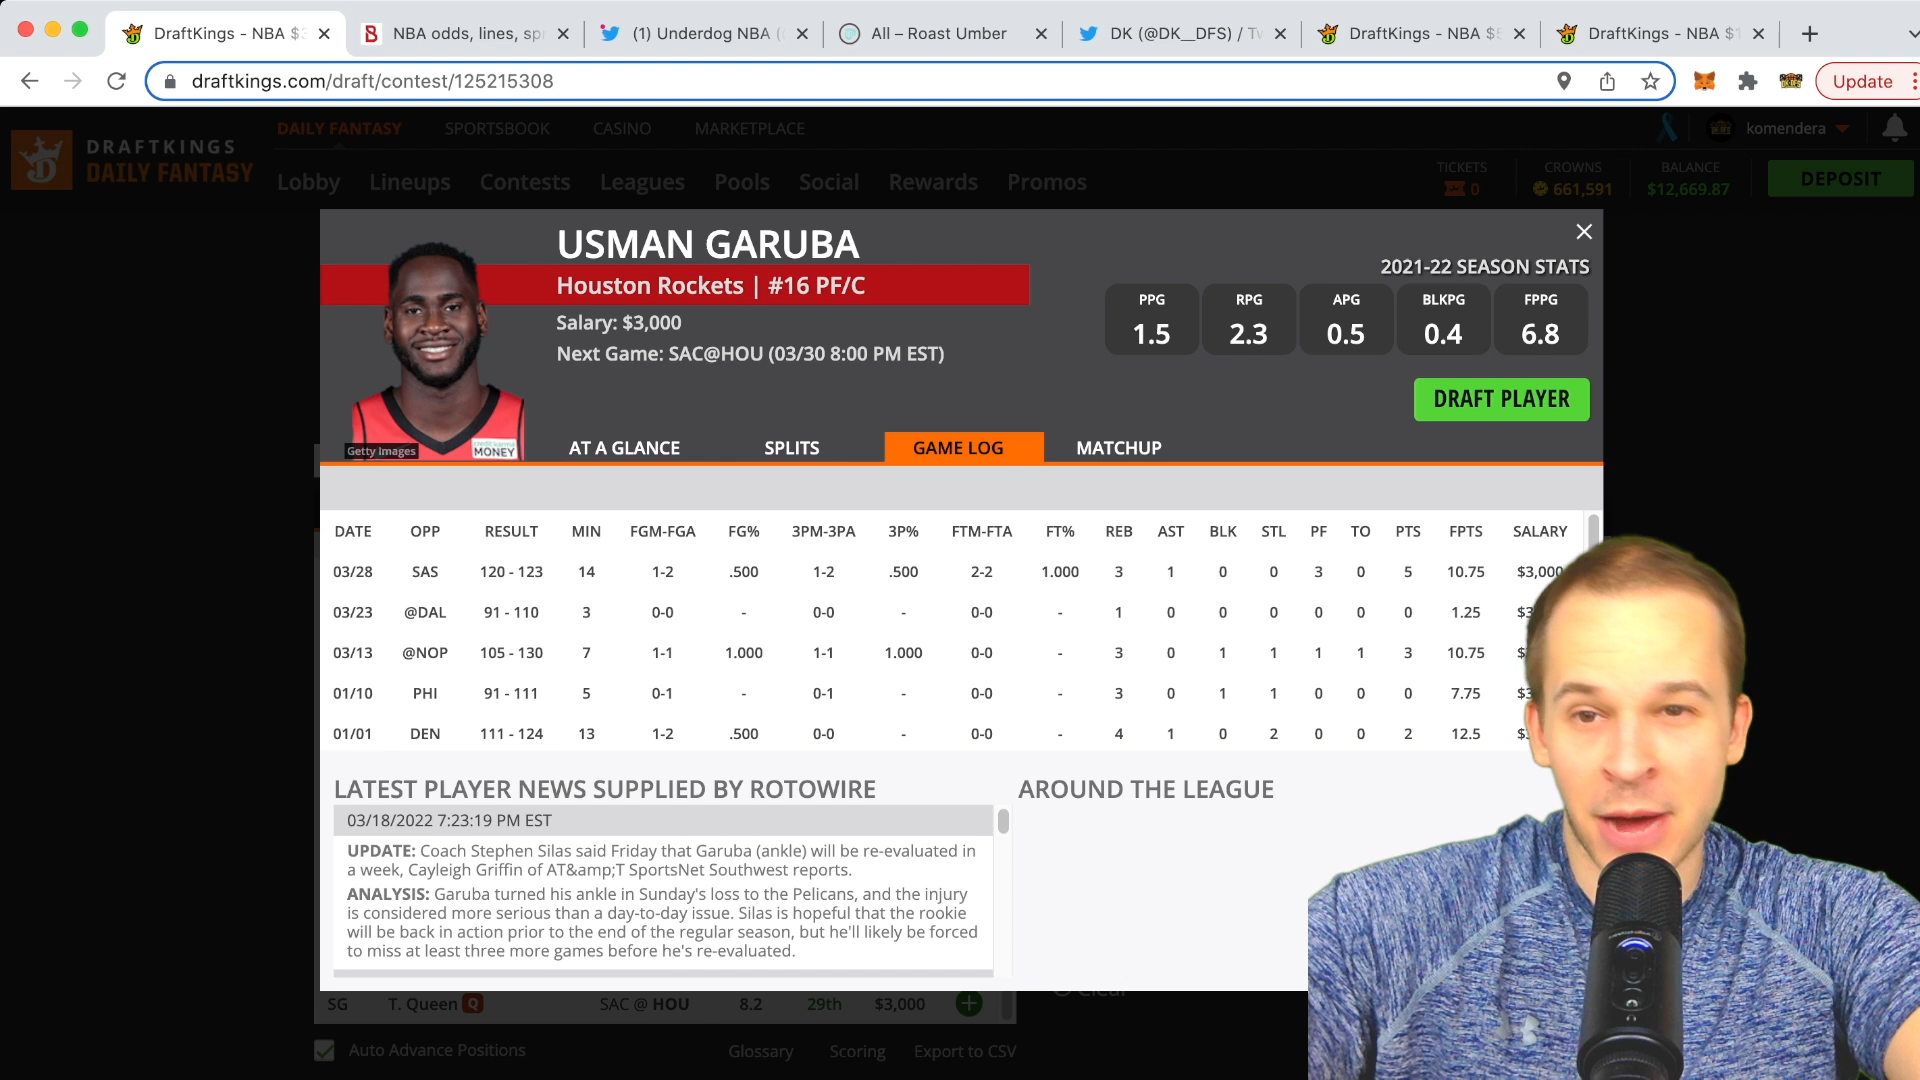 DraftKings - NBA $3
NBA odds, lines, sp
(1) Underdog NBA (
All – Roast Umber
DK (@DK__DFS) / Tw
DraftKings - NBA $
DraftKings - NBA $1
draftkings.com/draft/contest/125215308
Update
DRAFTKINGS
DAILY FANTASY
DAILY FANTASY
SPORTSBOOK
CASINO
MARKETPLACE
komendera
Lobby
Lineups
Contests
Leagues
Pools
Social
Rewards
Promos
TICKETS
0
CROWNS
661,591
BALANCE
$12,669.87
DEPOSIT
USMAN GARUBA
Houston Rockets | #16 PF/C
Salary: $3,000
Next Game: SAC@HOU (03/30 8:00 PM EST)
2021-22 SEASON STATS
PPG RPG APG BLKPG FPPG
1.5 2.3 0.5 0.4 6.8
DRAFT PLAYER
Getty Images
MONEY
AT A GLANCE
SPLITS
GAME LOG
MATCHUP
DATE OPP RESULT MIN FGM-FGA FG% 3PM-3PA 3P% FTM-FTA FT% REB AST BLK STL PF TO PTS FPTS SALARY
03/28 SAS 120 - 123 14 1-2 .500 1-2 .500 2-2 1.000 3 1 0 0 3 0 5 10.75 $3,000
03/23 @DAL 91 - 110 3 0-0 - 0-0 - 0-0 - 1 0 0 0 0 0 0 1.25 $3
03/13 @NOP 105 - 130 7 1-1 1.000 1-1 1.000 0-0 - 3 0 1 1 1 1 3 10.75 $
01/10 PHI 91 - 111 5 0-1 - 0-1 - 0-0 - 3 0 1 1 0 0 0 7.75 $3
01/01 DEN 111 - 124 13 1-2 .500 0-0 - 0-0 - 4 1 0 2 0 0 2 12.5 $
LATEST PLAYER NEWS SUPPLIED BY ROTOWIRE
AROUND THE LEAGUE
03/18/2022 7:23:19 PM EST
UPDATE: Coach Stephen Silas said Friday that Garuba (ankle) will be re-evaluated in
a week, Cayleigh Griffin of AT&amp;T SportsNet Southwest reports.
ANALYSIS: Garuba turned his ankle in Sunday's loss to the Pelicans, and the injury
is considered more serious than a day-to-day issue. Silas is hopeful that the rookie
will be back in action prior to the end of the regular season, but he'll likely be forced
to miss at least three more games before he's re-evaluated.
SG T. Queen Q SAC @ HOU 8.2 29th $3,000
Clear
Auto Advance Positions
Glossary
Scoring
Export to CSV